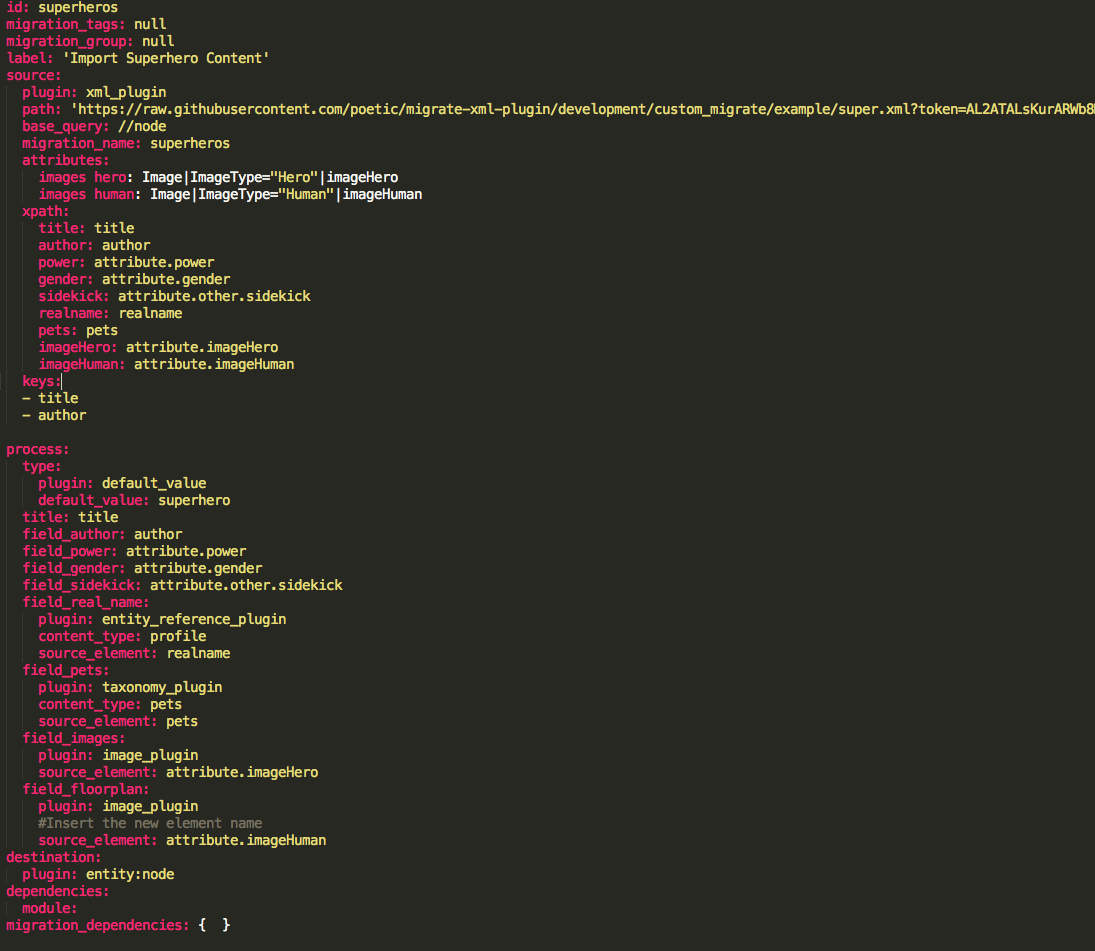 id: superheros
migration_tags: null
migration_group: null
label: 'Import Superhero Content'
source:
  plugin: xml_plugin
  path: 'https://raw.githubusercontent.com/poetic/migrate-xml-plugin/development/custom_migrate/example/super.xml?token=AL2ATALsKurARWb8
  base_query: //node
  migration_name: superheros
  attributes:
    images hero: Image|ImageType="Hero"|imageHero
    images human: Image|ImageType="Human"|imageHuman
  xpath:
    title: title
    author: author
    power: attribute.power
    gender: attribute.gender
    sidekick: attribute.other.sidekick
    realname: realname
    pets: pets
    imageHero: attribute.imageHero
    imageHuman: attribute.imageHuman
  keys:
  - title
  - author

process:
  type:
    plugin: default_value
    default_value: superhero
  title: title
  field_author: author
  field_power: attribute.power
  field_gender: attribute.gender
  field_sidekick: attribute.other.sidekick
  field_real_name:
    plugin: entity_reference_plugin
    content_type: profile
    source_element: realname
  field_pets:
    plugin: taxonomy_plugin
    content_type: pets
    source_element: pets
  field_images:
    plugin: image_plugin
    source_element: attribute.imageHero
  field_floorplan:
    plugin: image_plugin
    #Insert the new element name
    source_element: attribute.imageHuman
destination:
  plugin: entity:node
dependencies:
  module:
migration_dependencies: {  }